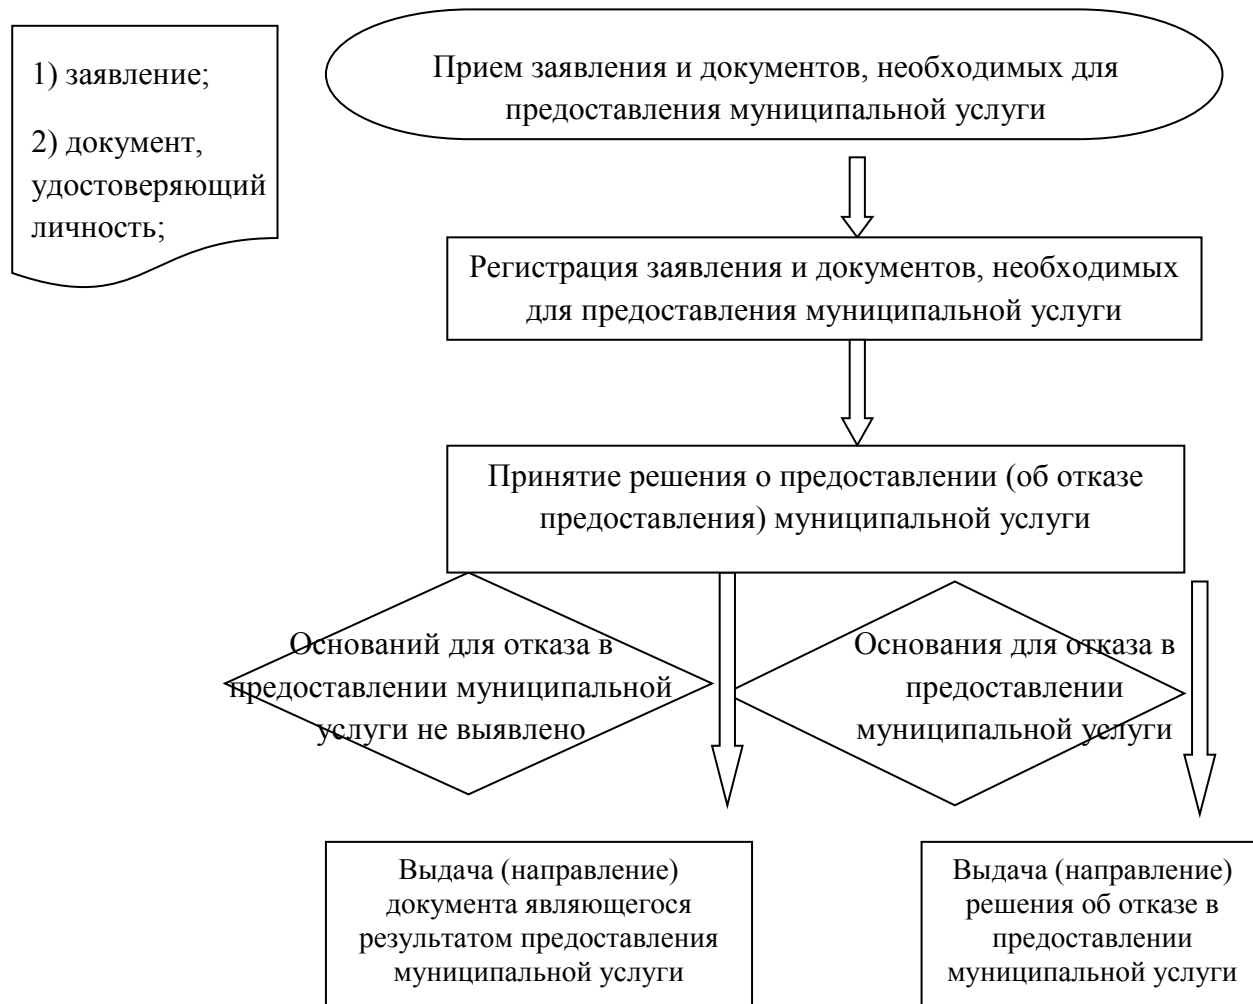 1) заявление;
2) документ,
удостоверяющий
личность;
Прием заявления и документов, необходимых для
предоставления муниципальной услуги
Регистрация заявления и документов, необходимых
для предоставления муниципальной услуги
Принятие решения о предоставлении (об отказе
предоставления) муниципальной услуги
Оснований для отказа в
предоставлении муниципальной
услуги не выявлено
Основания для отказа в
предоставлении
муниципальной услуги
Выдача (направление)
документа являющегося
результатом предоставления
муниципальной услуги
Выдача (направление)
решения об отказе в
предоставлении
муниципальной услуги